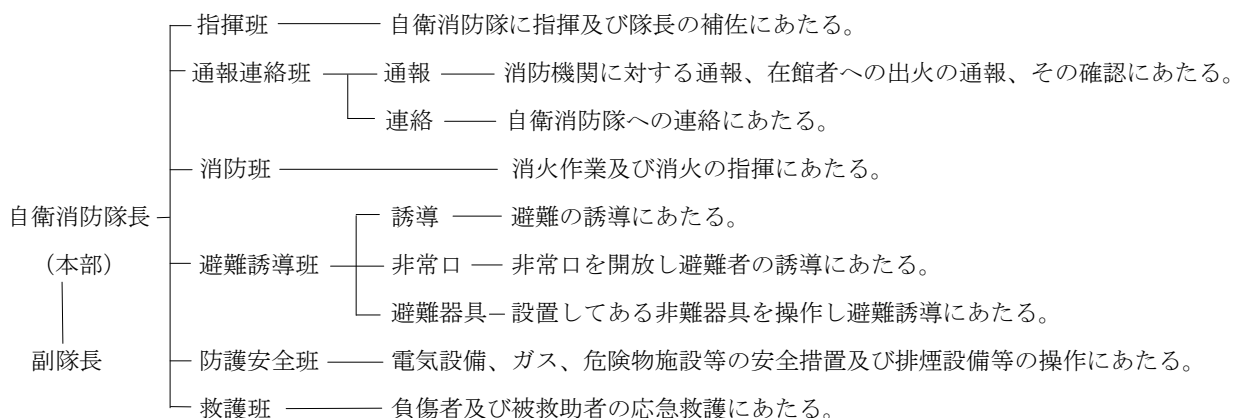 指揮班 自衛消防隊に指揮及び隊長の補佐にあたる。
通報連絡班 通報 消防機関に対する通報、在館者への出火の通報、その確認にあたる。
連絡 自衛消防隊への連絡にあたる。
消防班 消火作業及び消火の指揮にあたる。
誘導 避難の誘導にあたる。
自衛消防隊長
(本部)
避難誘導班 非常口 非常口を開放し避難者の誘導にあたる。
避難器具 設置してある非難器具を操作し避難誘導にあたる。
副隊長
防護安全班 電気設備、ガス、危険物施設等の安全措置及び排煙設備等の操作にあたる。
救護班 負傷者及び被救助者の応急救護にあたる。